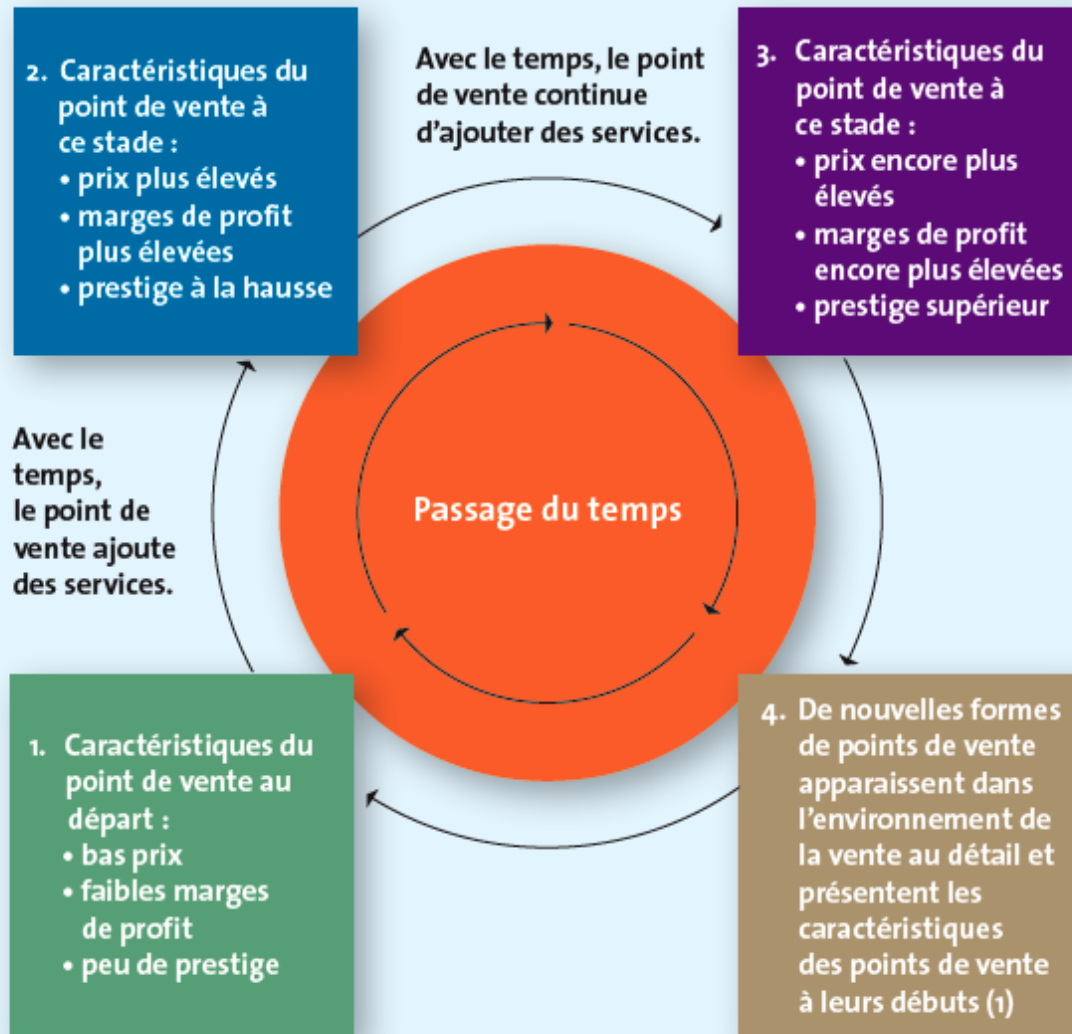 2. Caractéristiques du
point de vente à
ce stade :
• prix plus élevés
• marges de profit
plus élevées
• prestige à la hausse
Avec le temps, le point
de vente continue
d'ajouter des services.
3. Caractéristiques du
point de vente à
ce stade :
• prix encore plus
élevés
• marges de profit
encore plus élevées
• prestige supérieur
Avec le
temps,
le point de
vente ajoute
des services.
Passage du temps
1. Caractéristiques du
point de vente au
départ :
• bas prix
• faibles marges
de profit
• peu de prestige
4. De nouvelles formes
de points de vente
apparaissent dans
l'environnement de
la vente au détail et
présentent les
caractéristiques
des points de vente
à leurs débuts (1)